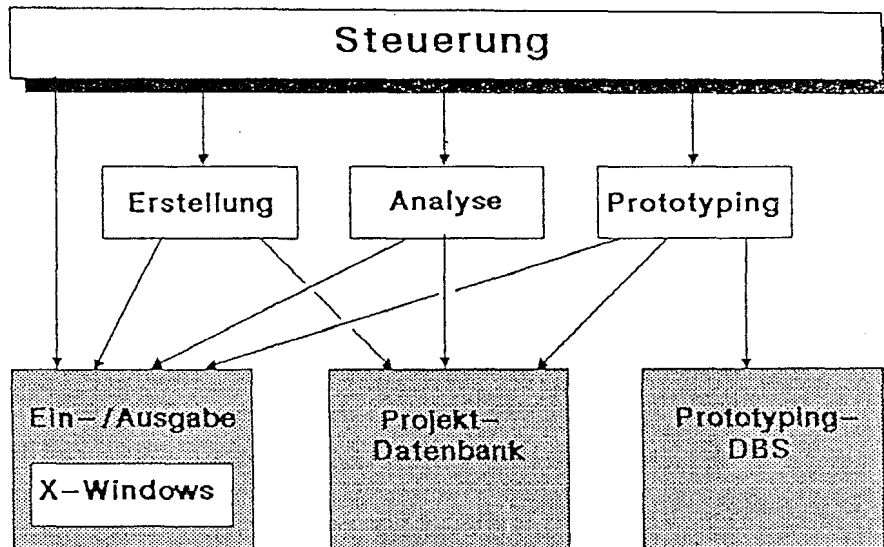 Steuerung
Erstellung
Analyse
Prototyping
Ein-/Ausgabe
X-Windows
Projekt-
Datenbank
Prototyping-
DBS